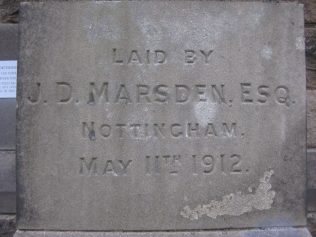 LAID BY
J. D. MARSDEN, ESQ.
NOTTINGHAM,
MAY 11TH 1912.